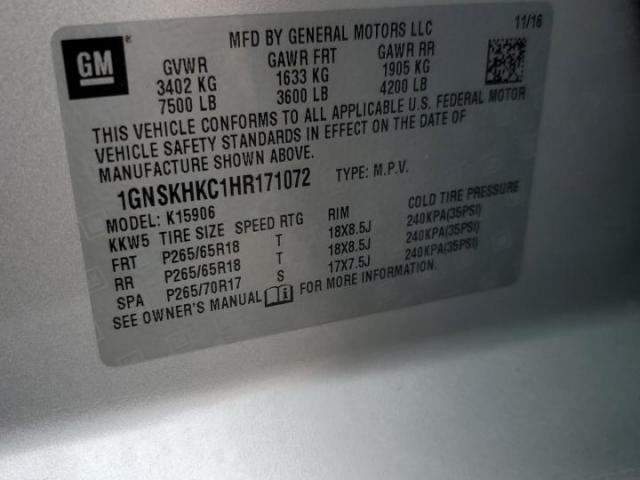 MFD BY GENERAL MOTORS LLC 11/16
GM
GVWR GAWR FRT GAWR RR
3402 KG 1633 KG 1905 KG
7500 LB 3600 LB 4200 LB
THIS VEHICLE CONFORMS TO ALL APPLICABLE U.S. FEDERAL MOTOR
VEHICLE SAFETY STANDARDS IN EFFECT ON THE DATE OF
MANUFACTURE SHOWN ABOVE.
1GNSKHKC1HR171072 TYPE: M.P.V.
MODEL: K15906
KKW5 TIRE SIZE SPEED RTG RIM COLD TIRE PRESSURE
FRT P265/65R18 T 18X8.5J 240KPA(35PSI)
RR P265/65R18 T 18X8.5J 240KPA(35PSI)
SPA P265/70R17 S 17X7.5J 240KPA(35PSI)
SEE OWNER'S MANUAL FOR MORE INFORMATION.